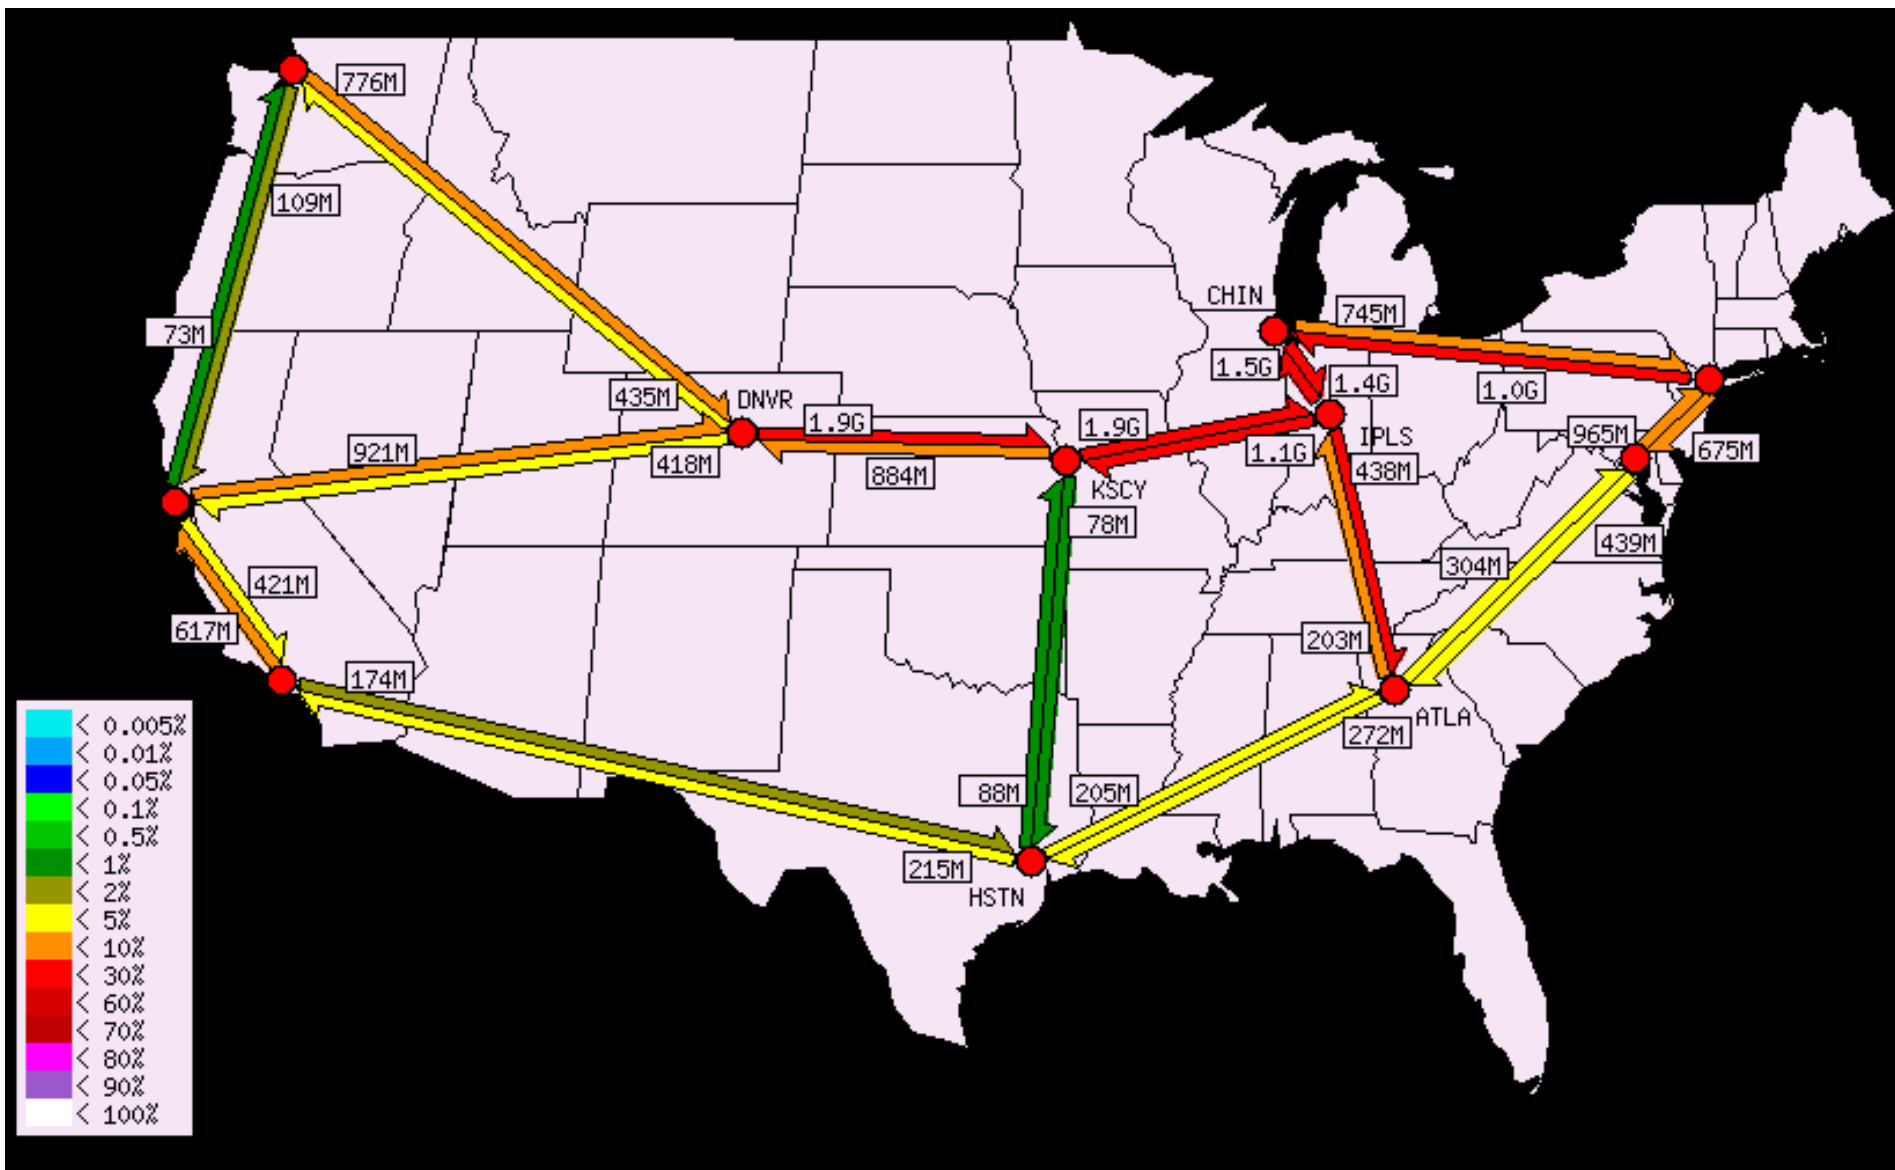 776M
109M
73M
CHIN
745M
1.5G
1.4G
1.0G
435M
DNVR
1.9G
1.9G
921M
418M
884M
KSCY
1.1G
IPLS
438M
965M
675M
78M
439M
304M
421M
617M
174M
203M
ATLA
272M
88M
205M
215M
HSTN
< 0.005%
< 0.01%
< 0.05%
< 0.1%
< 0.5%
< 1%
< 2%
< 5%
< 10%
< 30%
< 60%
< 70%
< 80%
< 90%
< 100%